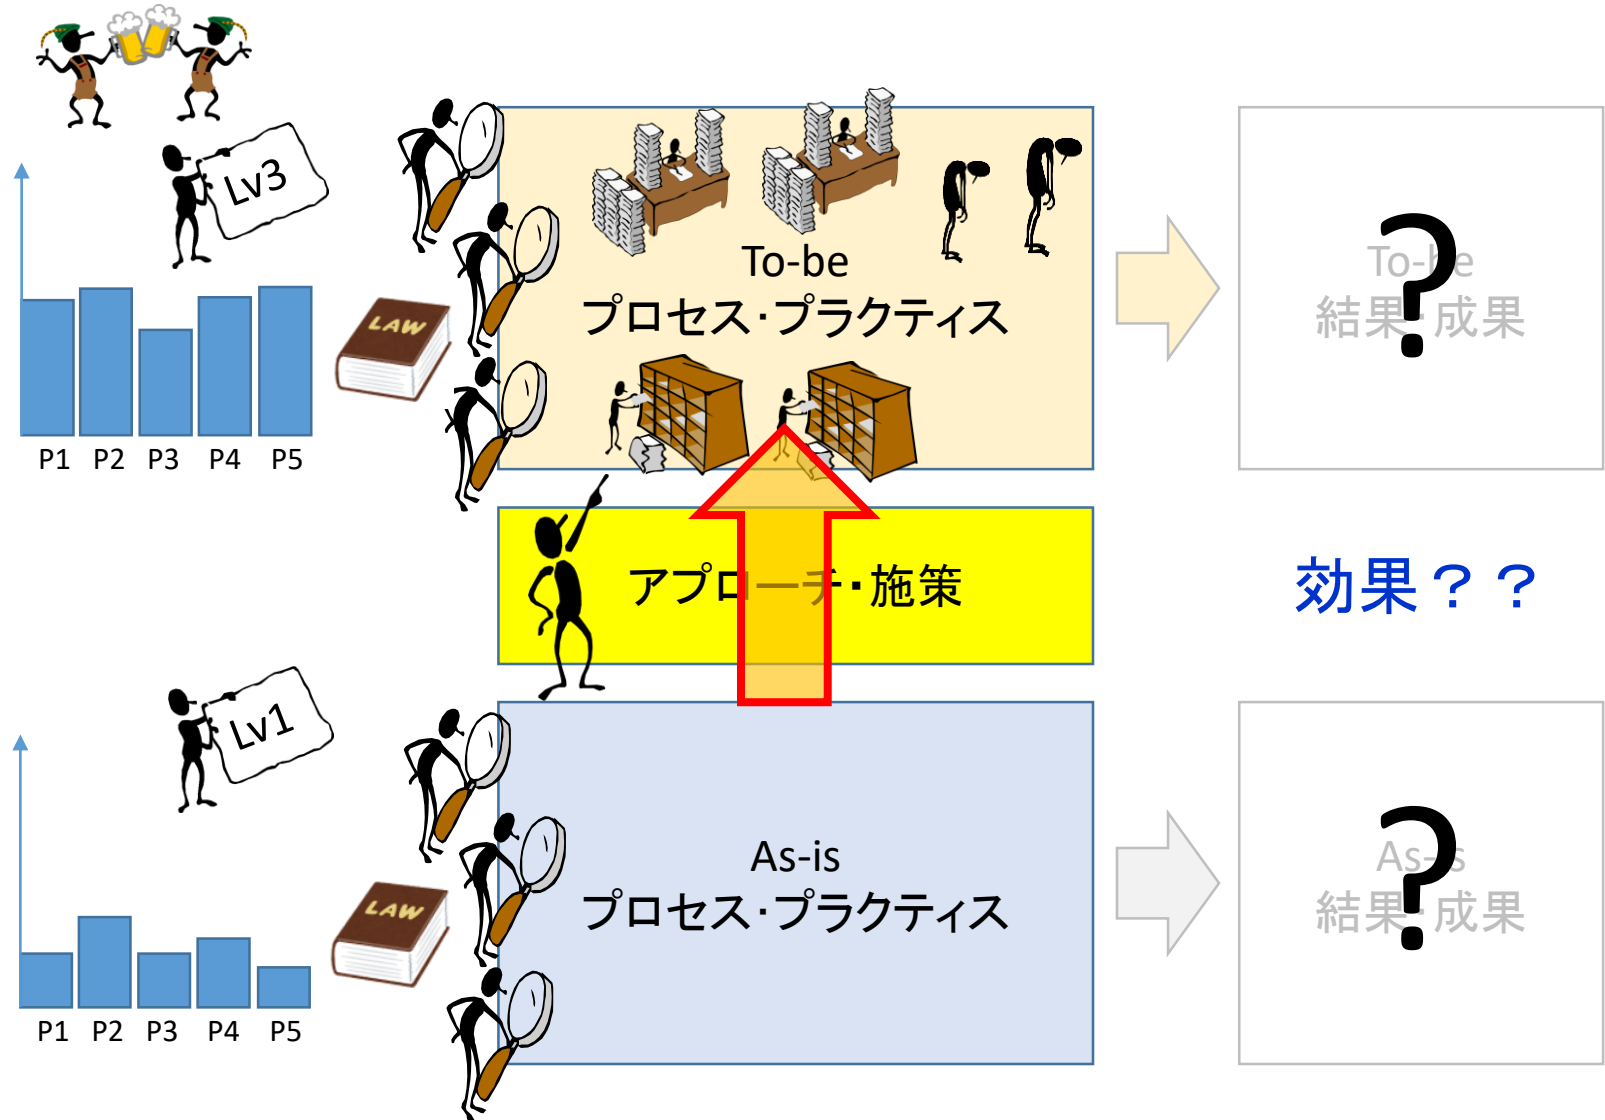 Lv3
LAW
P1 P2 P3 P4 P5
To-be
プロセス・プラクティス
To-be
結果・成果
?
アプローチ・施策
効果？？
Lv1
LAW
P1 P2 P3 P4 P5
As-is
プロセス・プラクティス
As-is
結果・成果
?